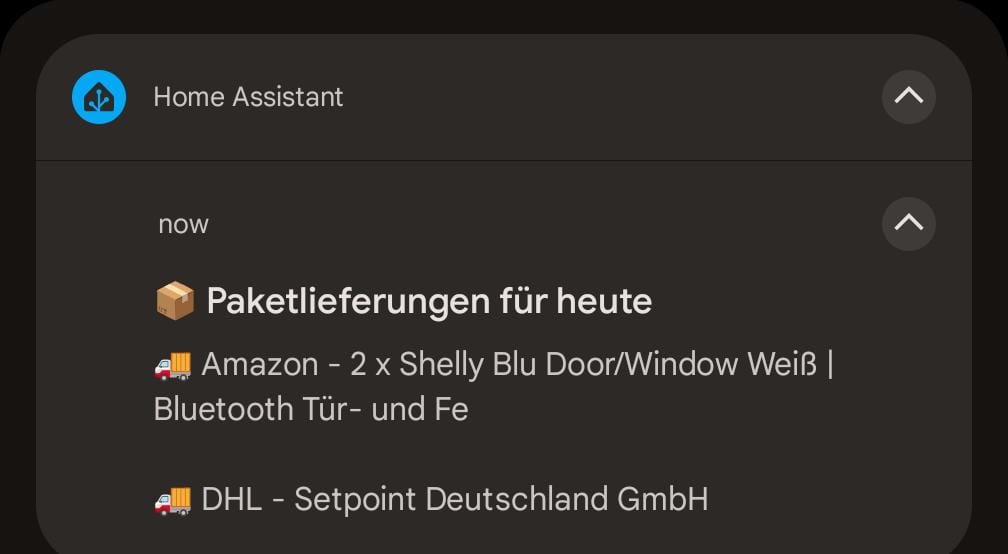 Home Assistant
now
📦 Paketlieferungen für heute
🚚 Amazon - 2 x Shelly Blu Door/Window Weiß |
Bluetooth Tür- und Fe
🚚 DHL - Setpoint Deutschland GmbH